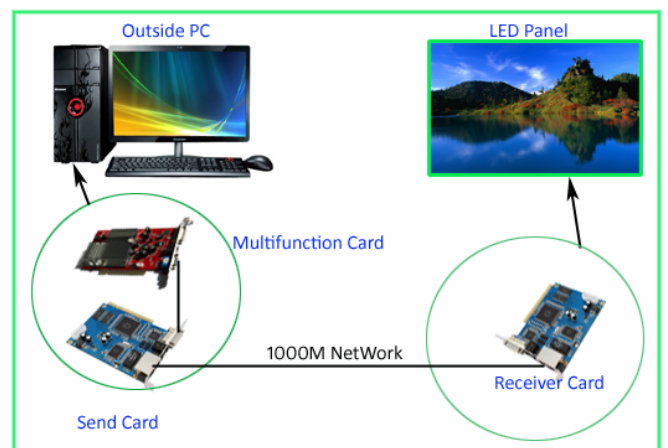 Outside PC
LED Panel
Multifunction Card
1000M NetWork
Receiver Card
Send Card